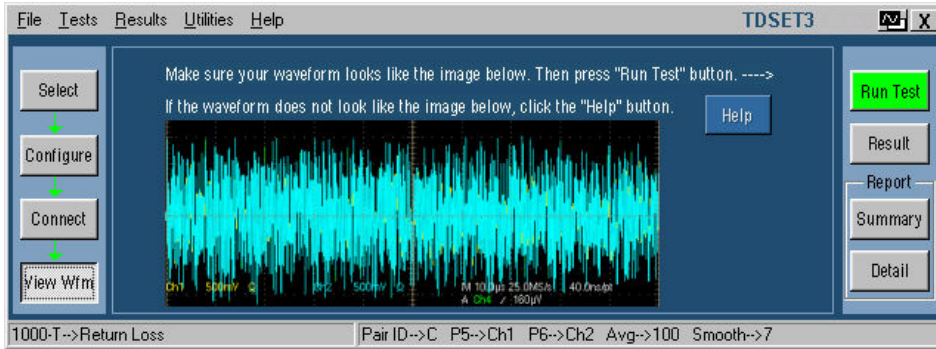 File Tests Results Utilities Help TDSET3 X
Make sure your waveform looks like the image below. Then press "Run Test" button. ---->
If the waveform does not look like the image below, click the "Help" button.
Help
Select
Configure
Connect
View Wfm
Run Test
Result
Report
Summary
Detail
Ch1 500mV Ω Ch2 500mV Ω M 10.0µs 25.0MS/s 40.0ns/pt
A Ch4 / 160µV
1000-T-->Return Loss Pair ID-->C P5-->Ch1 P6-->Ch2 Avg-->100 Smooth-->7